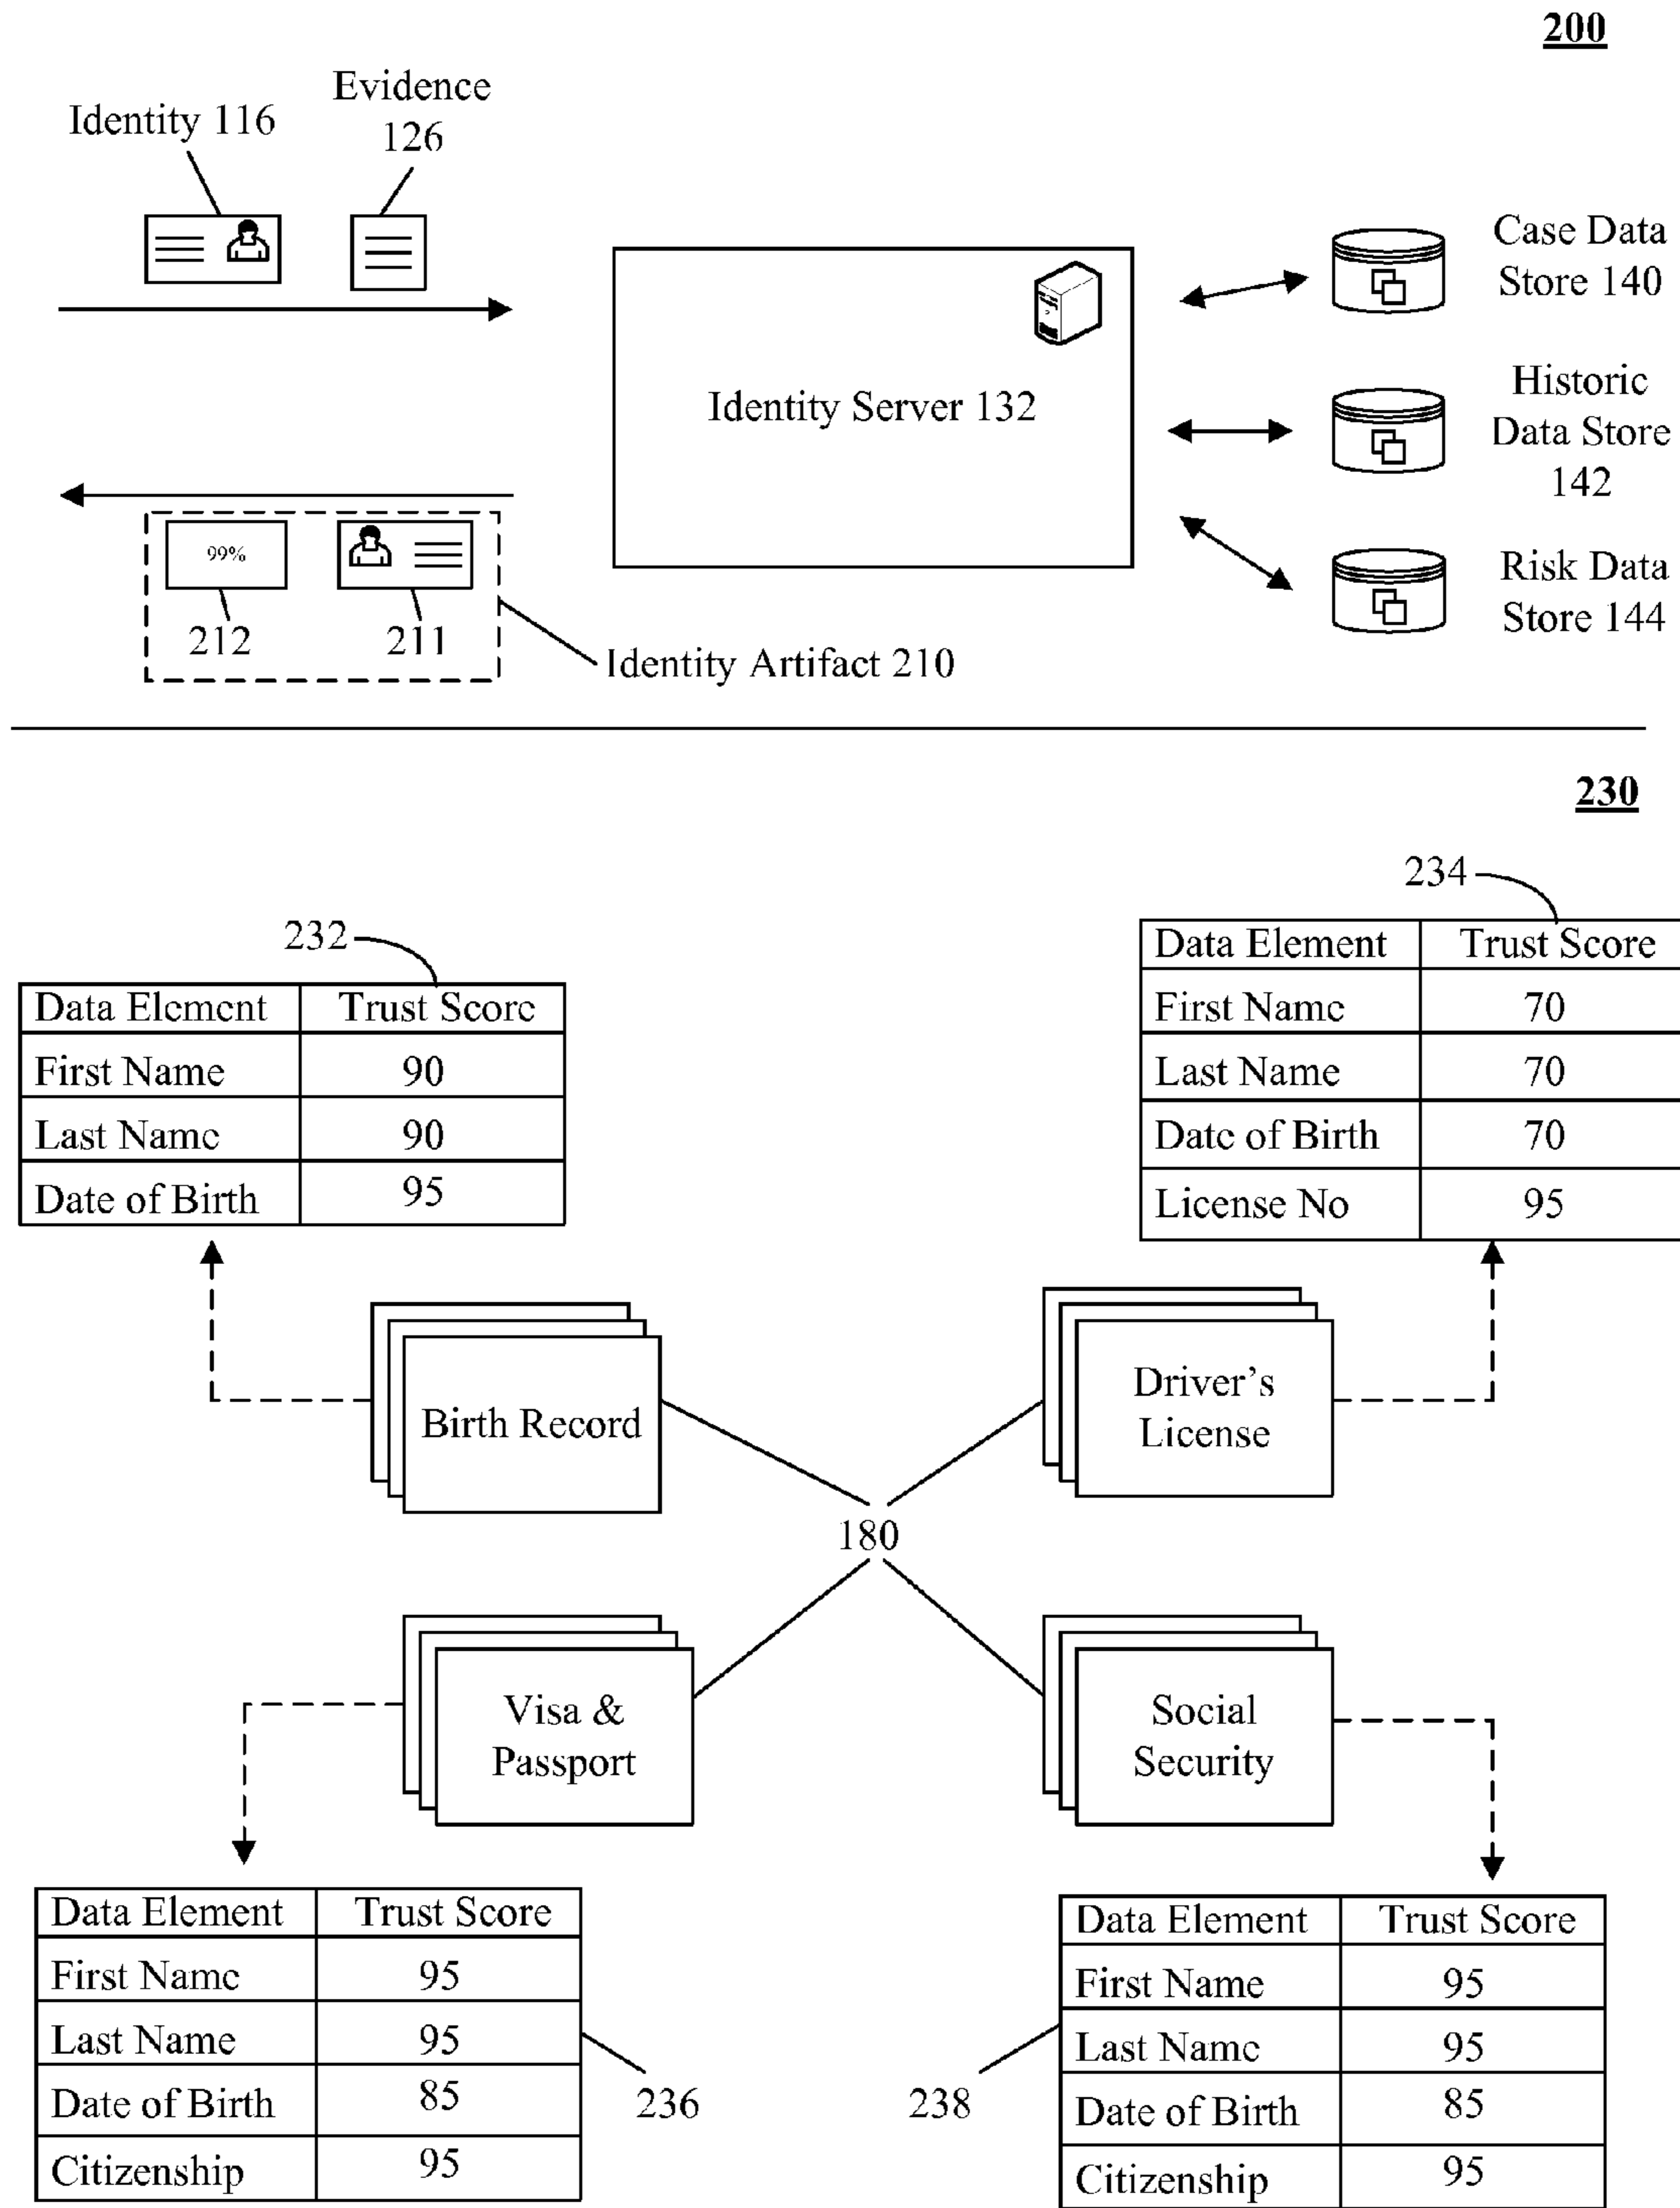 200
Identity 116
Evidence
126
Identity Server 132
Case Data
Store 140
Historic
Data Store
142
Risk Data
Store 144
99%
212
211
Identity Artifact 210
230
232
Data Element Trust Score
First Name 90
Last Name 90
Date of Birth 95
234
Data Element Trust Score
First Name 70
Last Name 70
Date of Birth 70
License No 95
Birth Record
Driver's
License
180
Visa &
Passport
Social
Security
Data Element Trust Score
First Name 95
Last Name 95
Date of Birth 85
Citizenship 95
236
238
Data Element Trust Score
First Name 95
Last Name 95
Date of Birth 85
Citizenship 95